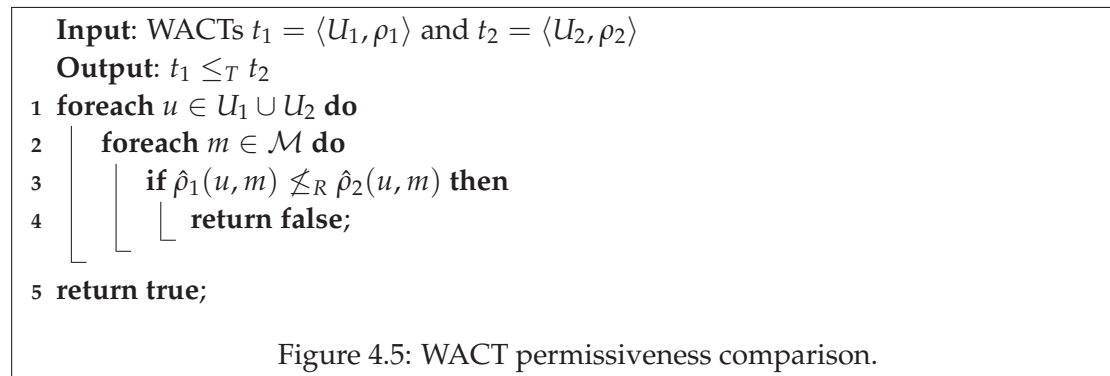 Input: WACTs t₁ = ⟨U₁, ρ₁⟩ and t₂ = ⟨U₂, ρ₂⟩
Output: t₁ ≤_T t₂
1 foreach u ∈ U₁ ∪ U₂ do
2 foreach m ∈ ℳ do
3 if ρ̂₁(u, m) ≰_R ρ̂₂(u, m) then
4 return false;
5 return true;
Figure 4.5: WACT permissiveness comparison.